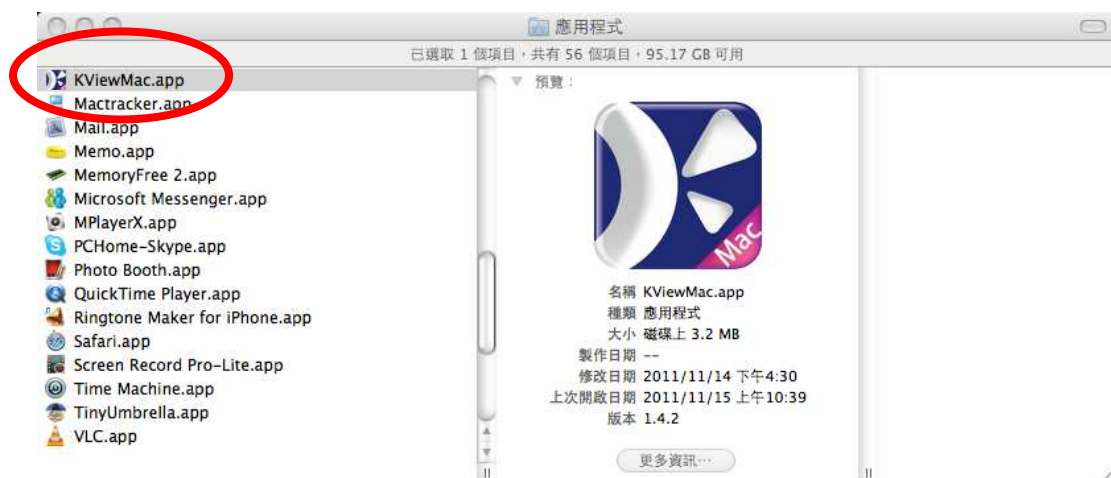 應用程式
已選取 1 個項目，共有 56 個項目，95.17 GB 可用
KViewMac.app
Mactracker.app
Mail.app
Memo.app
MemoryFree 2.app
Microsoft Messenger.app
MPlayerX.app
PCHome-Skype.app
Photo Booth.app
QuickTime Player.app
Ringtone Maker for iPhone.app
Safari.app
Screen Record Pro-Lite.app
Time Machine.app
TinyUmbrella.app
VLC.app
預覽：
Mac
名稱 KViewMac.app
種類 應用程式
大小 磁碟上 3.2 MB
製作日期 --
修改日期 2011/11/14 下午4:30
上次開啟日期 2011/11/15 上午10:39
版本 1.4.2
更多資訊⋯